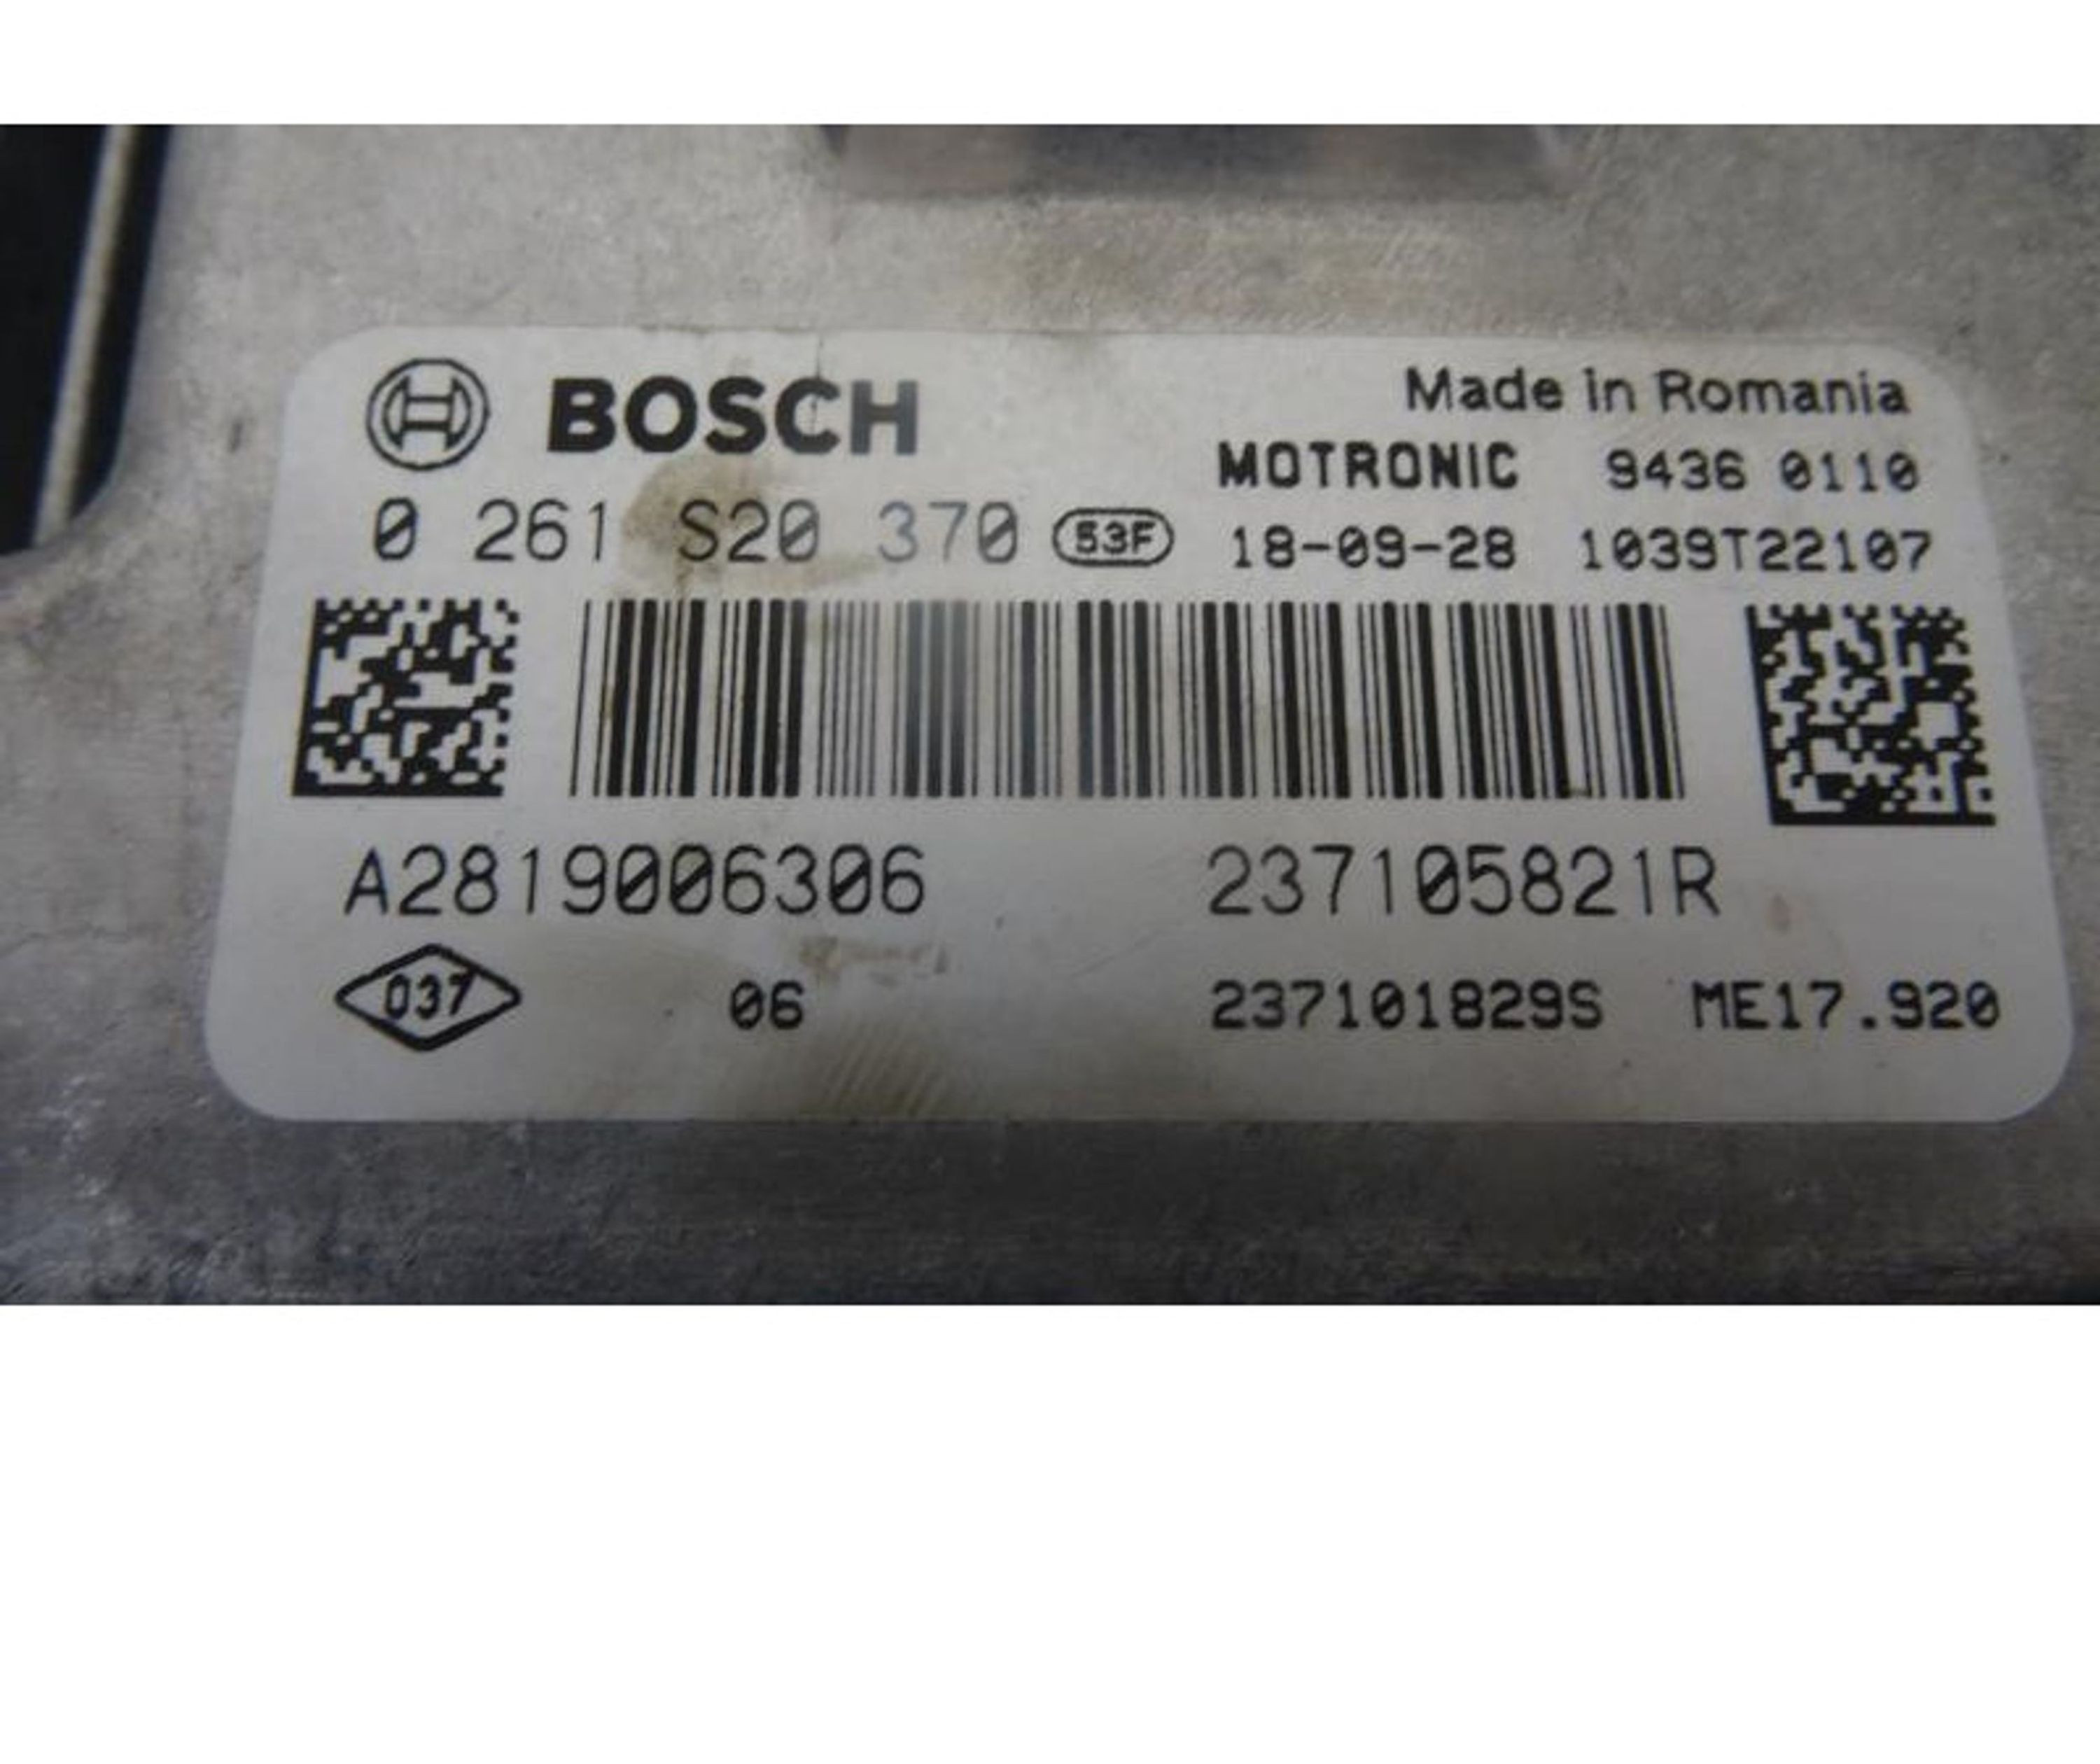 BOSCH
Made in Romania
MOTRONIC 9436 0110
0 261 S20 370 53F 18-09-28 1039T22107
A2819006306 237105821R
037 06 237101829S ME17.920